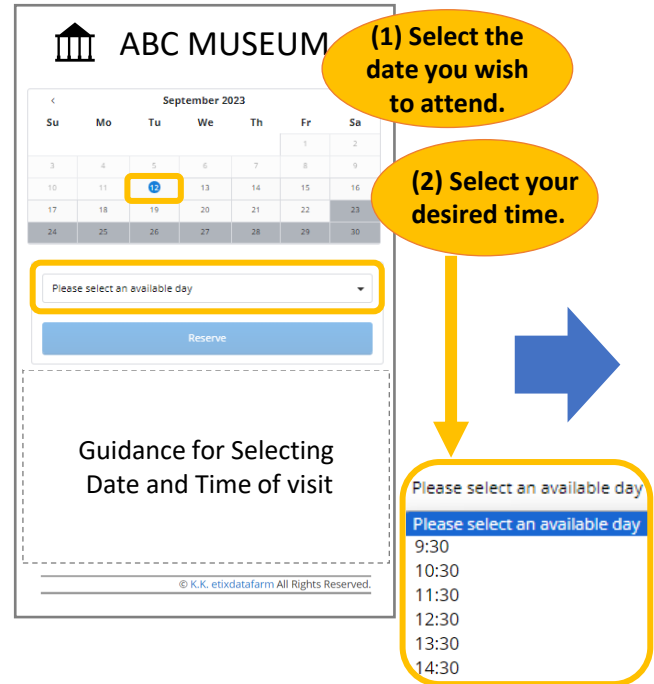 ABC MUSEUM
(1) Select the
date you wish
to attend.
< September 2023
Su Mo Tu We Th Fr Sa
1 2
3 4 5 6 7 8 9
10 11 12 13 14 15 16
17 18 19 20 21 22 23
24 25 26 27 28 29 30
(2) Select your
desired time.
Please select an available day
Reserve
Guidance for Selecting
Date and Time of visit
© K.K. etixdatafarm All Rights Reserved.
Please select an available day
Please select an available day
9:30
10:30
11:30
12:30
13:30
14:30